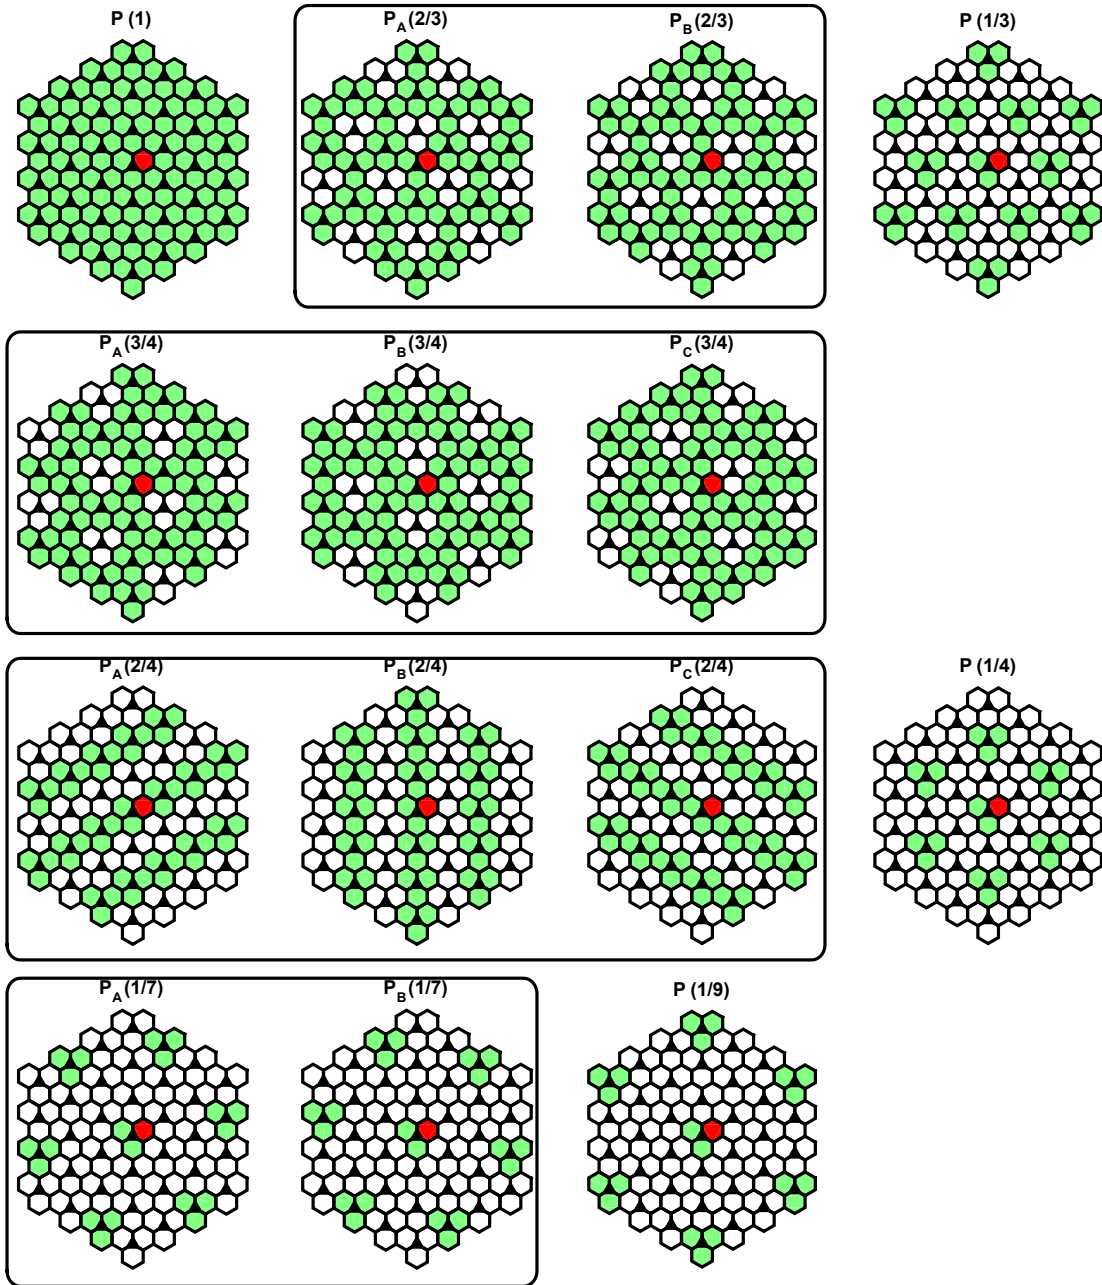 P (1)
P_A(2/3)
P_B(2/3)
P (1/3)
P_A(3/4)
P_B(3/4)
P_C(3/4)
P_A(2/4)
P_B(2/4)
P_C(2/4)
P (1/4)
P_A(1/7)
P_B(1/7)
P (1/9)